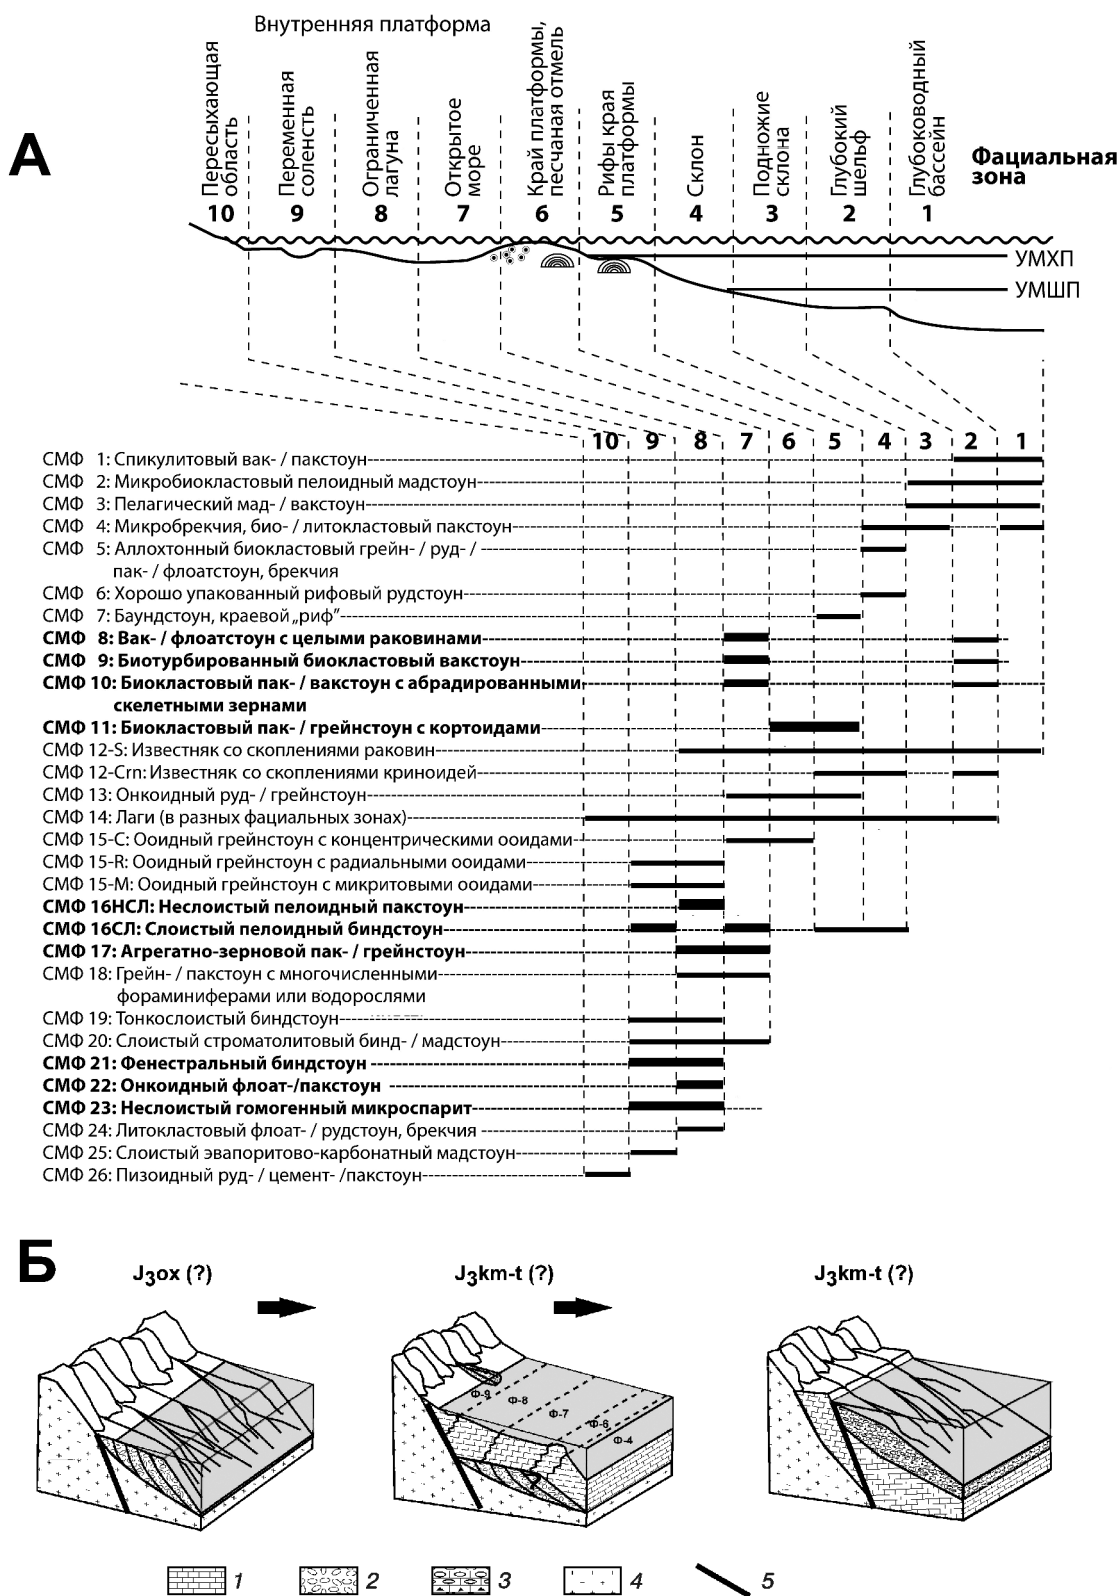 А
Внутренняя платформа
Пересыхающая область
Переменная соленсть
Ограниченная лагуна
Открытое море
Край платформы, песчаная отмель
Рифы края платформы
Склон
Подножие склона
Глубокий шельф
Глубоководный бассейн
Фациальная зона
10 9 8 7 6 5 4 3 2 1
УМХП
УМШП
10 9 8 7 6 5 4 3 2 1
СМФ 1: Спикулитовый вак- / пакстоун
СМФ 2: Микробиокластовый пелоидный мадстоун
СМФ 3: Пелагический мад- / вакстоун
СМФ 4: Микробрекчия, био- / литокластовый пакстоун
СМФ 5: Аллохтонный биокластовый грейн- / руд- /
пак- / флоатстоун, брекчия
СМФ 6: Хорошо упакованный рифовый рудстоун
СМФ 7: Баундстоун, краевой „риф”
СМФ 8: Вак- / флоатстоун с целыми раковинами
СМФ 9: Биотурбированный биокластовый вакстоун
СМФ 10: Биокластовый пак- / вакстоун с абрадированными
скелетными зернами
СМФ 11: Биокластовый пак- / грейнстоун с кортоидами
СМФ 12-S: Известняк со скоплениями раковин
СМФ 12-Crn: Известняк со скоплениями криноидей
СМФ 13: Онкоидный руд- / грейнстоун
СМФ 14: Лаги (в разных фациальных зонах)
СМФ 15-C: Ооидный грейнстоун с концентрическими ооидами
СМФ 15-R: Ооидный грейнстоун с радиальными ооидами
СМФ 15-M: Ооидный грейнстоун с микритовыми ооидами
СМФ 16НСЛ: Неслоистый пелоидный пакстоун
СМФ 16СЛ: Слоистый пелоидный биндстоун
СМФ 17: Агрегатно-зерновой пак- / грейнстоун
СМФ 18: Грейн- / пакстоун с многочисленными
фораминиферами или водорослями
СМФ 19: Тонкослоистый биндстоун
СМФ 20: Слоистый строматолитовый бинд- / мадстоун
СМФ 21: Фенестральный биндстоун
СМФ 22: Онкоидный флоат-/пакстоун
СМФ 23: Неслоистый гомогенный микроспарит
СМФ 24: Литокластовый флоат- / рудстоун, брекчия
СМФ 25: Слоистый эвапоритово-карбонатный мадстоун
СМФ 26: Пизоидный руд- / цемент- /пакстоун
Б
J3ox (?) J3km-t (?) J3km-t (?)
Ф-9 Ф-8 Ф-7 Ф-6 Ф-4
?
1 2 3 4 5